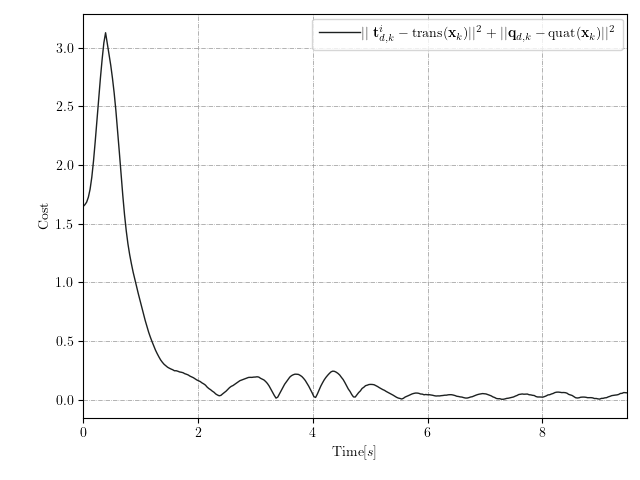 || t^i_{d,k} − trans(x_k)||^2 + ||q_{d,k} − quat(x_k)||^2
3.0
2.5
2.0
1.5
1.0
0.5
0.0
Cost
0 2 4 6 8
Time[s]